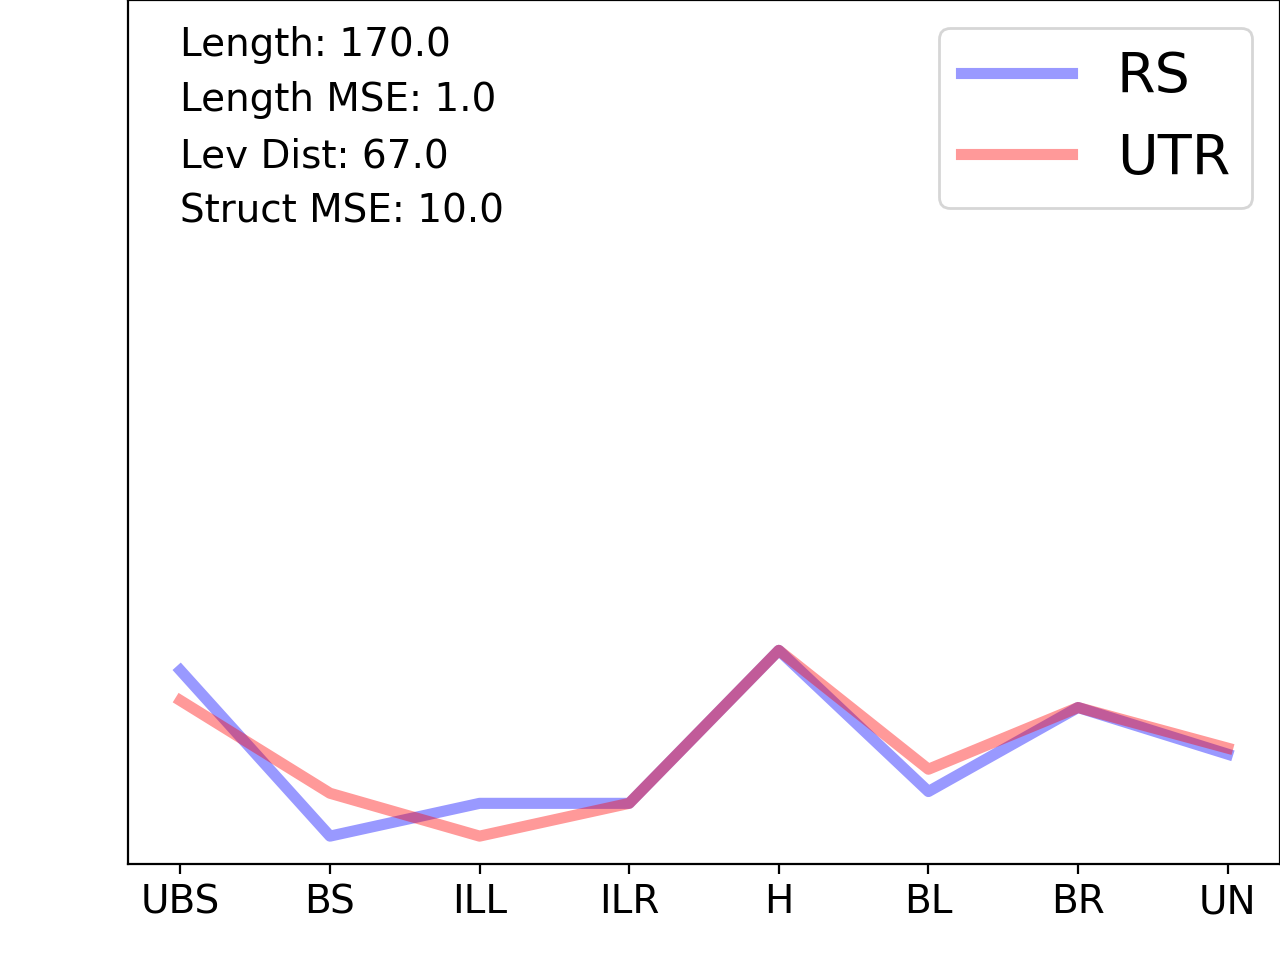 Length: 170.0
Length MSE: 1.0
Lev Dist: 67.0
Struct MSE: 10.0
RS
UTR
UBS BS ILL ILR H BL BR UN